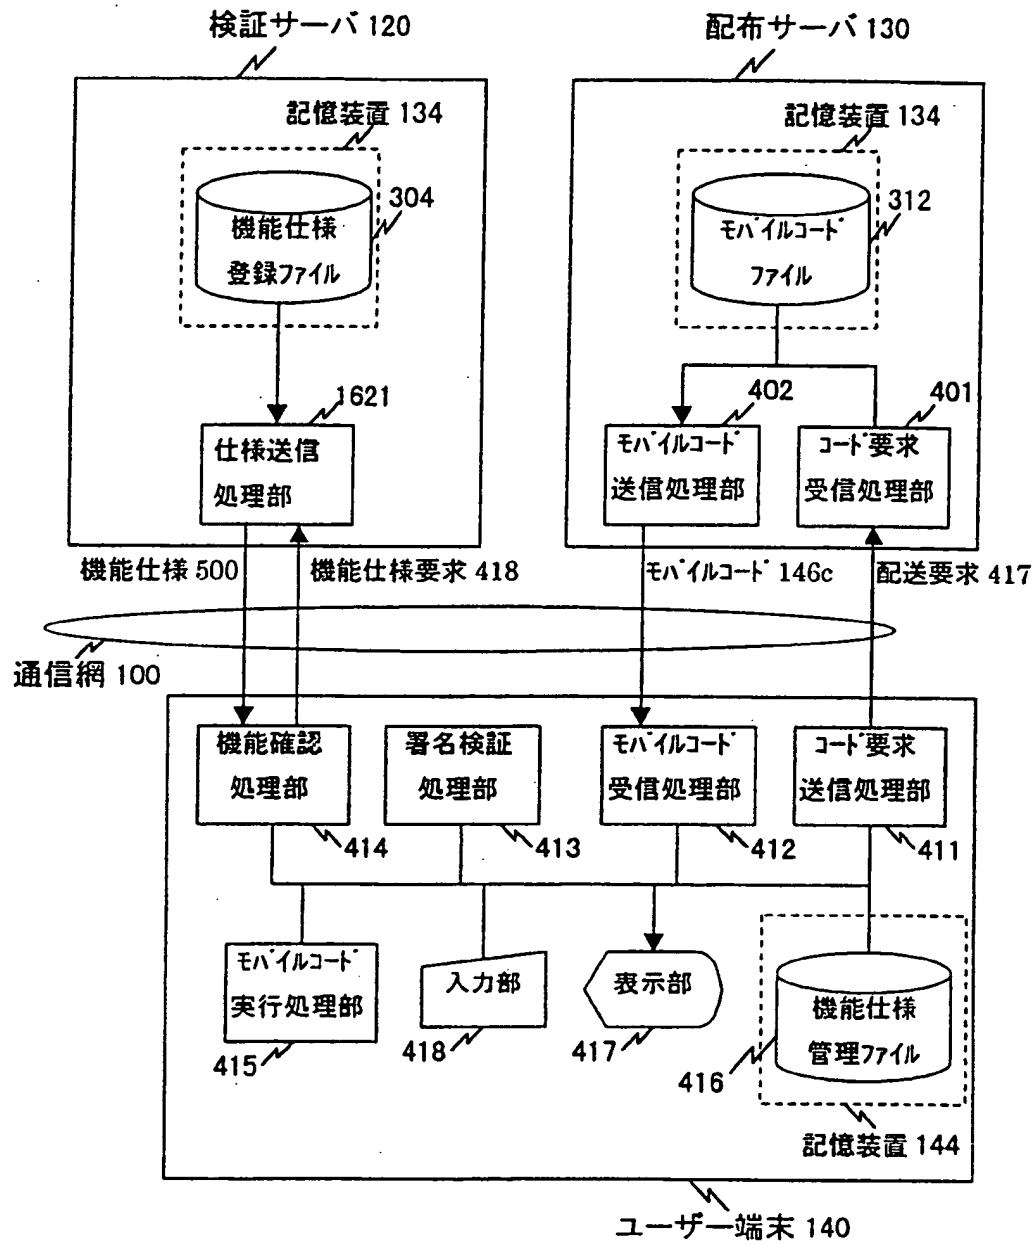 検証サーバ 120
配布サーバ 130
記憶装置 134
記憶装置 134
機能仕様
登録ファイル
304
モバイルコード
ファイル
312
1621
仕様送信
処理部
402
モバイルコード
送信処理部
401
コード要求
受信処理部
機能仕様 500
機能仕様要求 418
モバイルコード 146c
配送要求 417
通信網 100
機能確認
処理部
414
署名検証
処理部
413
モバイルコード
受信処理部
412
コード要求
送信処理部
411
モバイルコード
実行処理部
415
入力部
418
表示部
417
機能仕様
管理ファイル
416
記憶装置 144
ユーザー端末 140